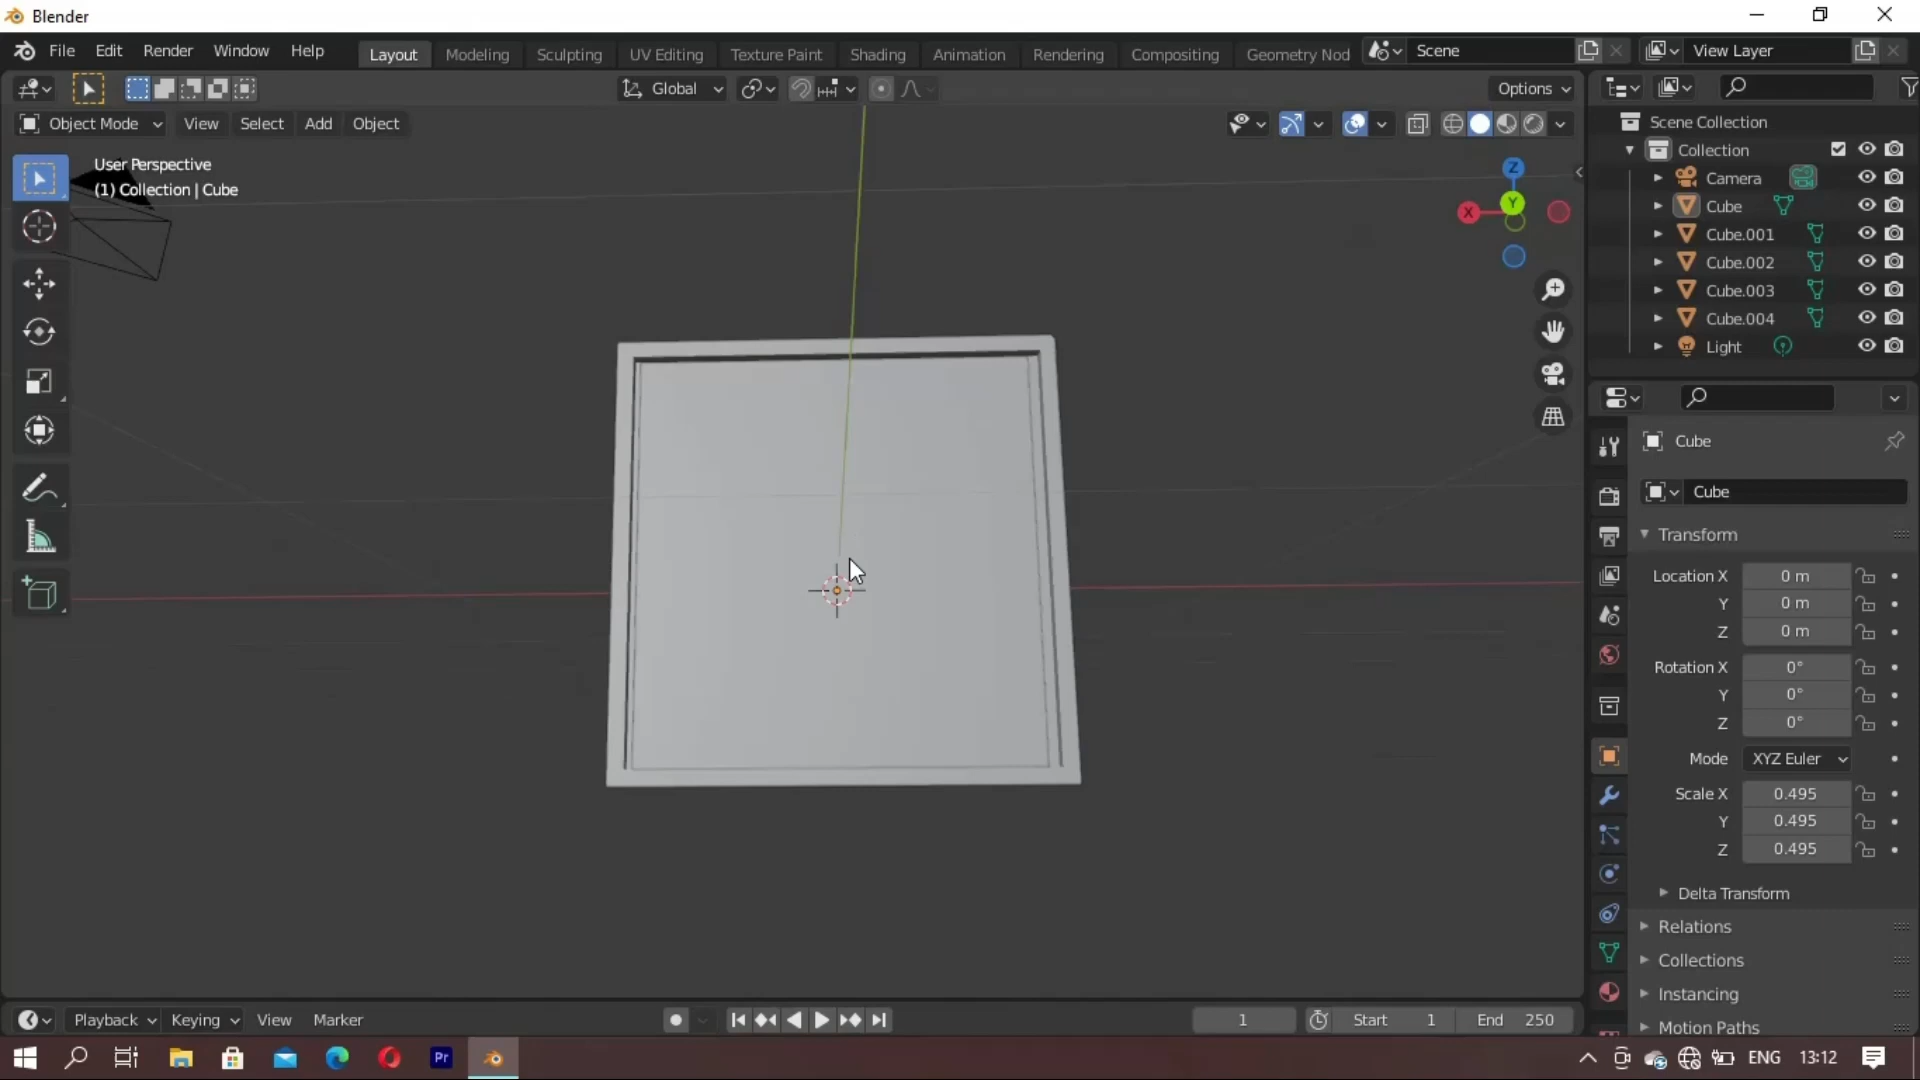 Blender
File Edit Render Window Help Layout Modeling Sculpting UV Editing Texture Paint Shading Animation Rendering Compositing Geometry Nod Scene View Layer
Global Options
Object Mode View Select Add Object
User Perspective
(1) Collection | Cube
Z
Y
X
Scene Collection
Collection
Camera
Cube
Cube.001
Cube.002
Cube.003
Cube.004
Light
Cube
Cube
Transform
Location X 0 m
Y 0 m
Z 0 m
Rotation X 0°
Y 0°
Z 0°
Mode XYZ Euler
Scale X 0.495
Y 0.495
Z 0.495
Delta Transform
Relations
Collections
Instancing
Motion Paths
Playback Keying View Marker 1 Start 1 End 250
Pr ENG 13:12